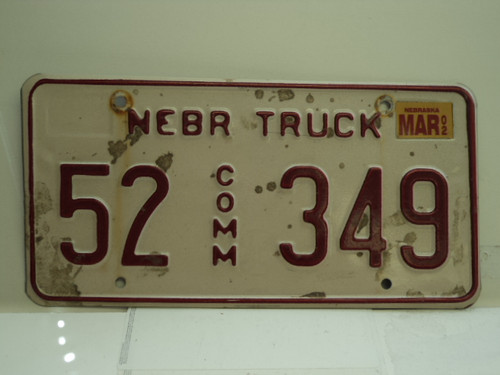 NEBRASKA
MAR 02
NEBR TRUCK
52 COMM 349